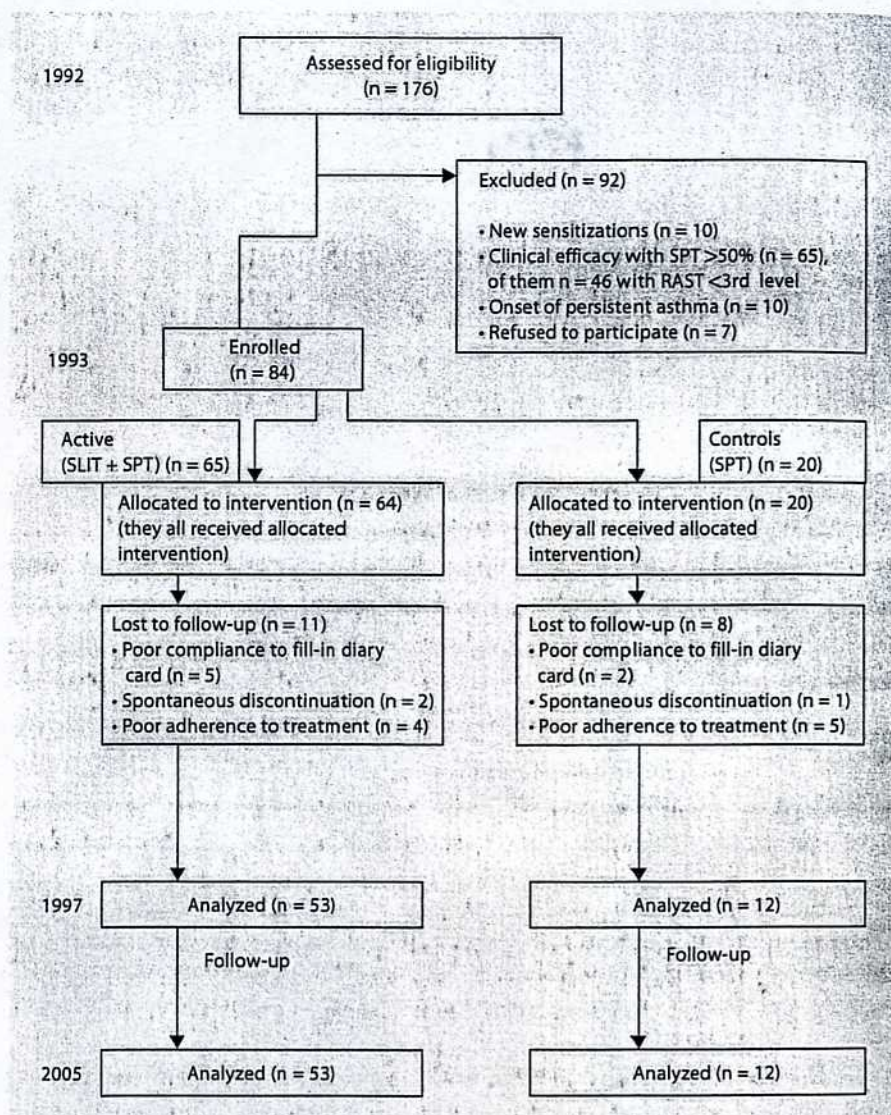 1992
Assessed for eligibility
(n = 176)
Excluded (n = 92)
• New sensitizations (n = 10)
• Clinical efficacy with SPT >50% (n = 65),
of them n = 46 with RAST <3rd level
• Onset of persistent asthma (n = 10)
• Refused to participate (n = 7)
1993
Enrolled
(n = 84)
Active
(SLIT + SPT) (n = 65)
Allocated to intervention (n = 64)
(they all received allocated
intervention)
Controls
(SPT) (n = 20)
Allocated to intervention (n = 20)
(they all received allocated
intervention)
Lost to follow-up (n = 11)
• Poor compliance to fill-in diary
card (n = 5)
• Spontaneous discontinuation (n = 2)
• Poor adherence to treatment (n = 4)
Lost to follow-up (n = 8)
• Poor compliance to fill-in diary
card (n = 2)
• Spontaneous discontinuation (n = 1)
• Poor adherence to treatment (n = 5)
1997
Analyzed (n = 53)
Analyzed (n = 12)
Follow-up
Follow-up
2005
Analyzed (n = 53)
Analyzed (n = 12)